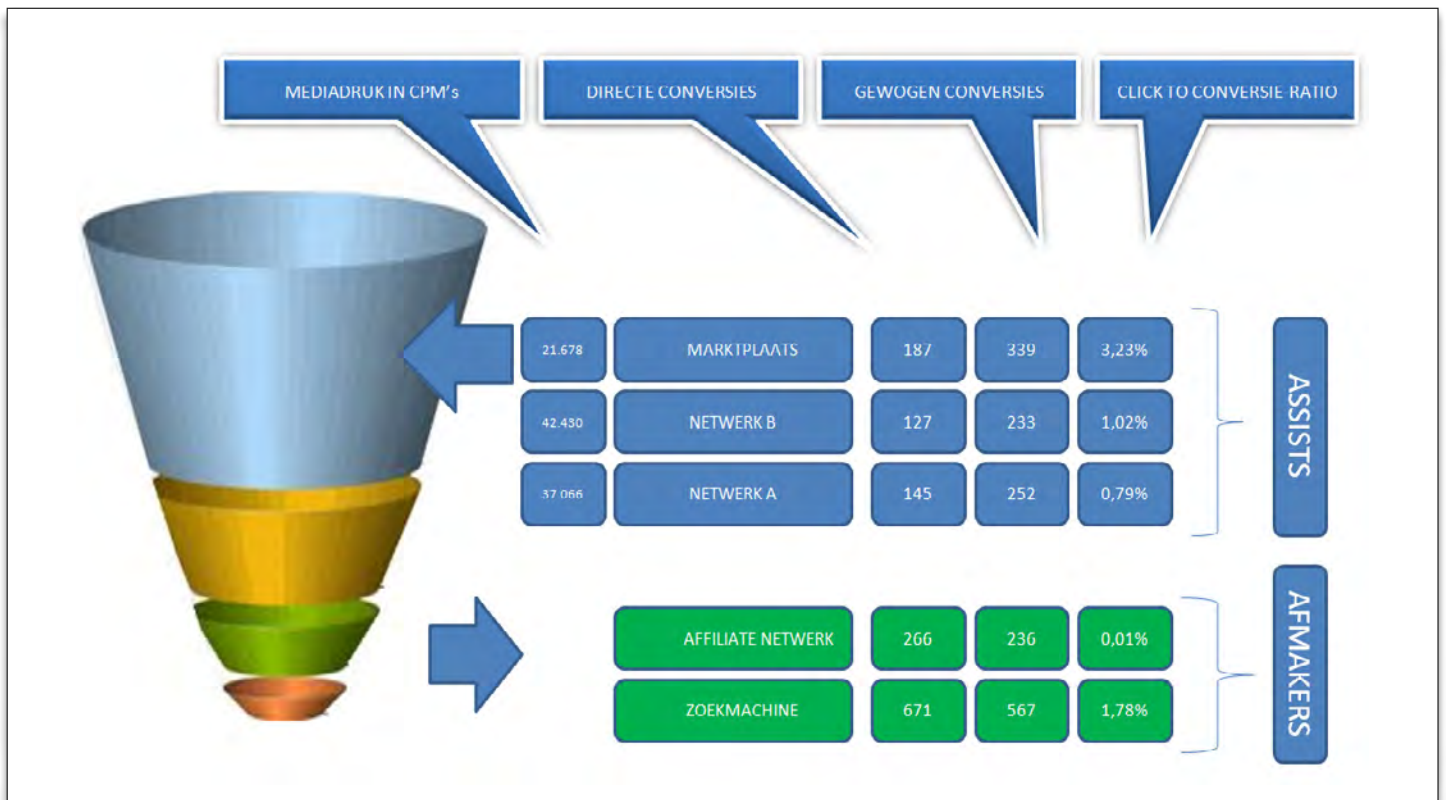 MEDIADRUK IN CPM's
DIRECTE CONVERSIES
GEWOGEN CONVERSIES
CLICK TO CONVERSIE-RATIO
21.678 MARKTPLAATS 187 339 3,23%
42.430 NETWERK B 127 233 1,02%
37.066 NETWERK A 145 252 0,79%
ASSISTS
AFFILIATE NETWERK 266 236 0,01%
ZOEKMACHINE 671 567 1,78%
AFMAKERS